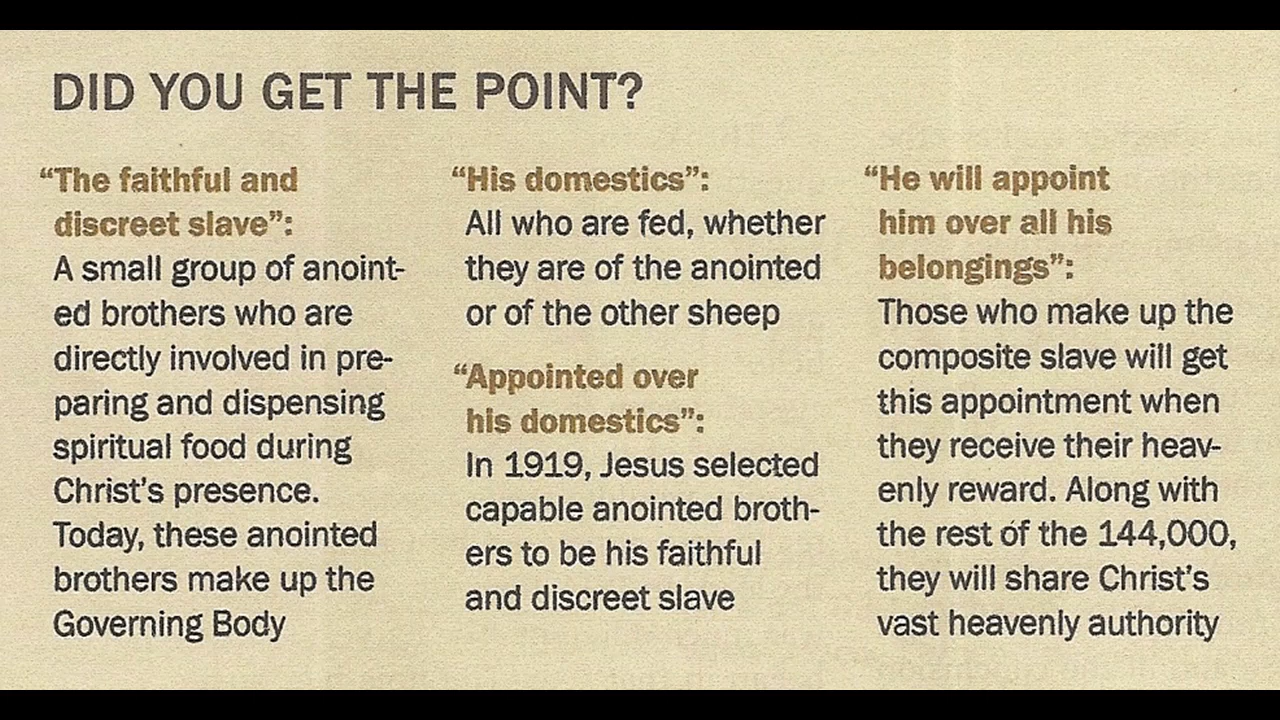 DID YOU GET THE POINT?
“The faithful and
discreet slave”:
A small group of anoint-
ed brothers who are
directly involved in pre-
paring and dispensing
spiritual food during
Christ’s presence.
Today, these anointed
brothers make up the
Governing Body
“His domestics”:
All who are fed, whether
they are of the anointed
or of the other sheep
“Appointed over
his domestics”:
In 1919, Jesus selected
capable anointed broth-
ers to be his faithful
and discreet slave
“He will appoint
him over all his
belongings”:
Those who make up the
composite slave will get
this appointment when
they receive their heav-
enly reward. Along with
the rest of the 144,000,
they will share Christ’s
vast heavenly authority